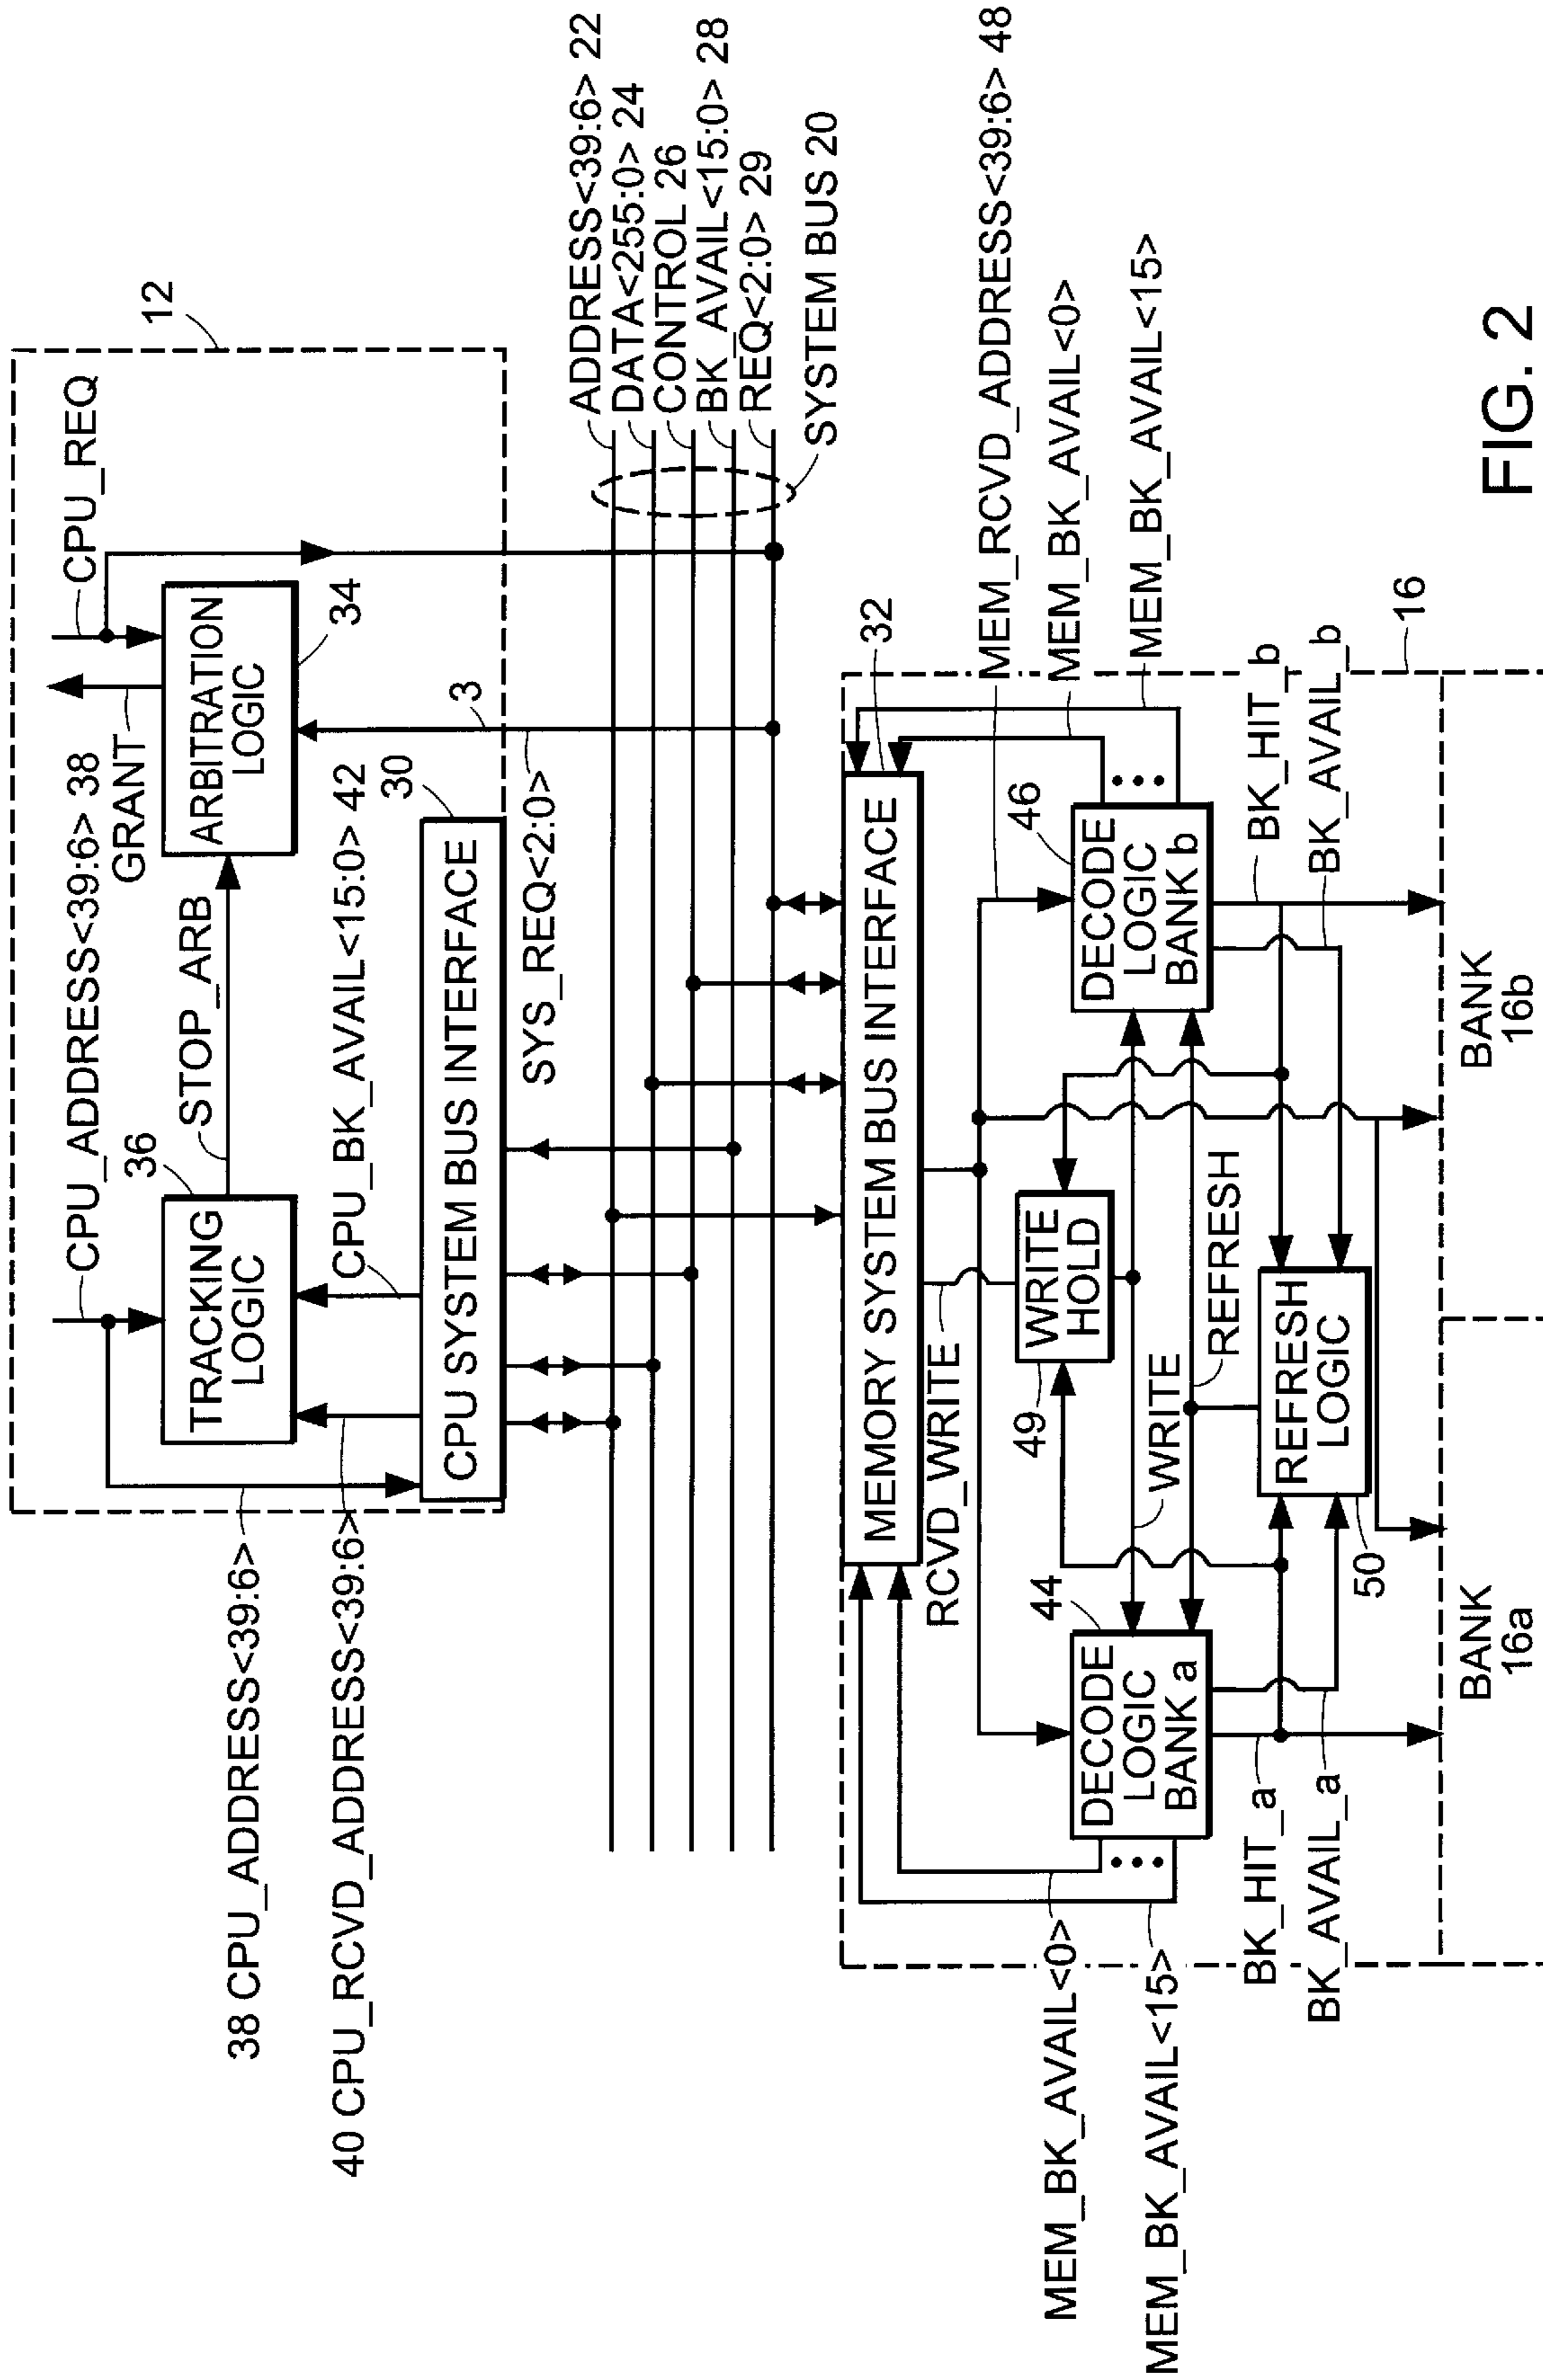 12
CPU_REQ
CPU_ADDRESS<39:6> 38
GRANT
36
STOP_ARB
34
TRACKING
LOGIC
ARBITRATION
LOGIC
CPU_BK_AVAIL<15:0> 42
30
3
38 CPU_ADDRESS<39:6>
40 CPU_RCVD_ADDRESS<39:6>
CPU SYSTEM BUS INTERFACE
SYS_REQ<2:0>
ADDRESS<39:6> 22
DATA<255:0> 24
CONTROL 26
BK_AVAIL<15:0> 28
REQ<2:0> 29
SYSTEM BUS 20
32
MEMORY SYSTEM BUS INTERFACE
RCVD_WRITE
MEM_RCVD_ADDRESS<39:6> 48
MEM_BK_AVAIL<0>
MEM_BK_AVAIL<15>
44
49
WRITE
HOLD
46
DECODE
LOGIC
BANK a
DECODE
LOGIC
BANK b
WRITE
REFRESH
MEM_BK_AVAIL<0>
MEM_BK_AVAIL<15>
BK_HIT_a
BK_AVAIL_a
REFRESH
LOGIC
50
BK_HIT_b
BK_AVAIL_b
16
BANK
16a
BANK
16b
FIG. 2